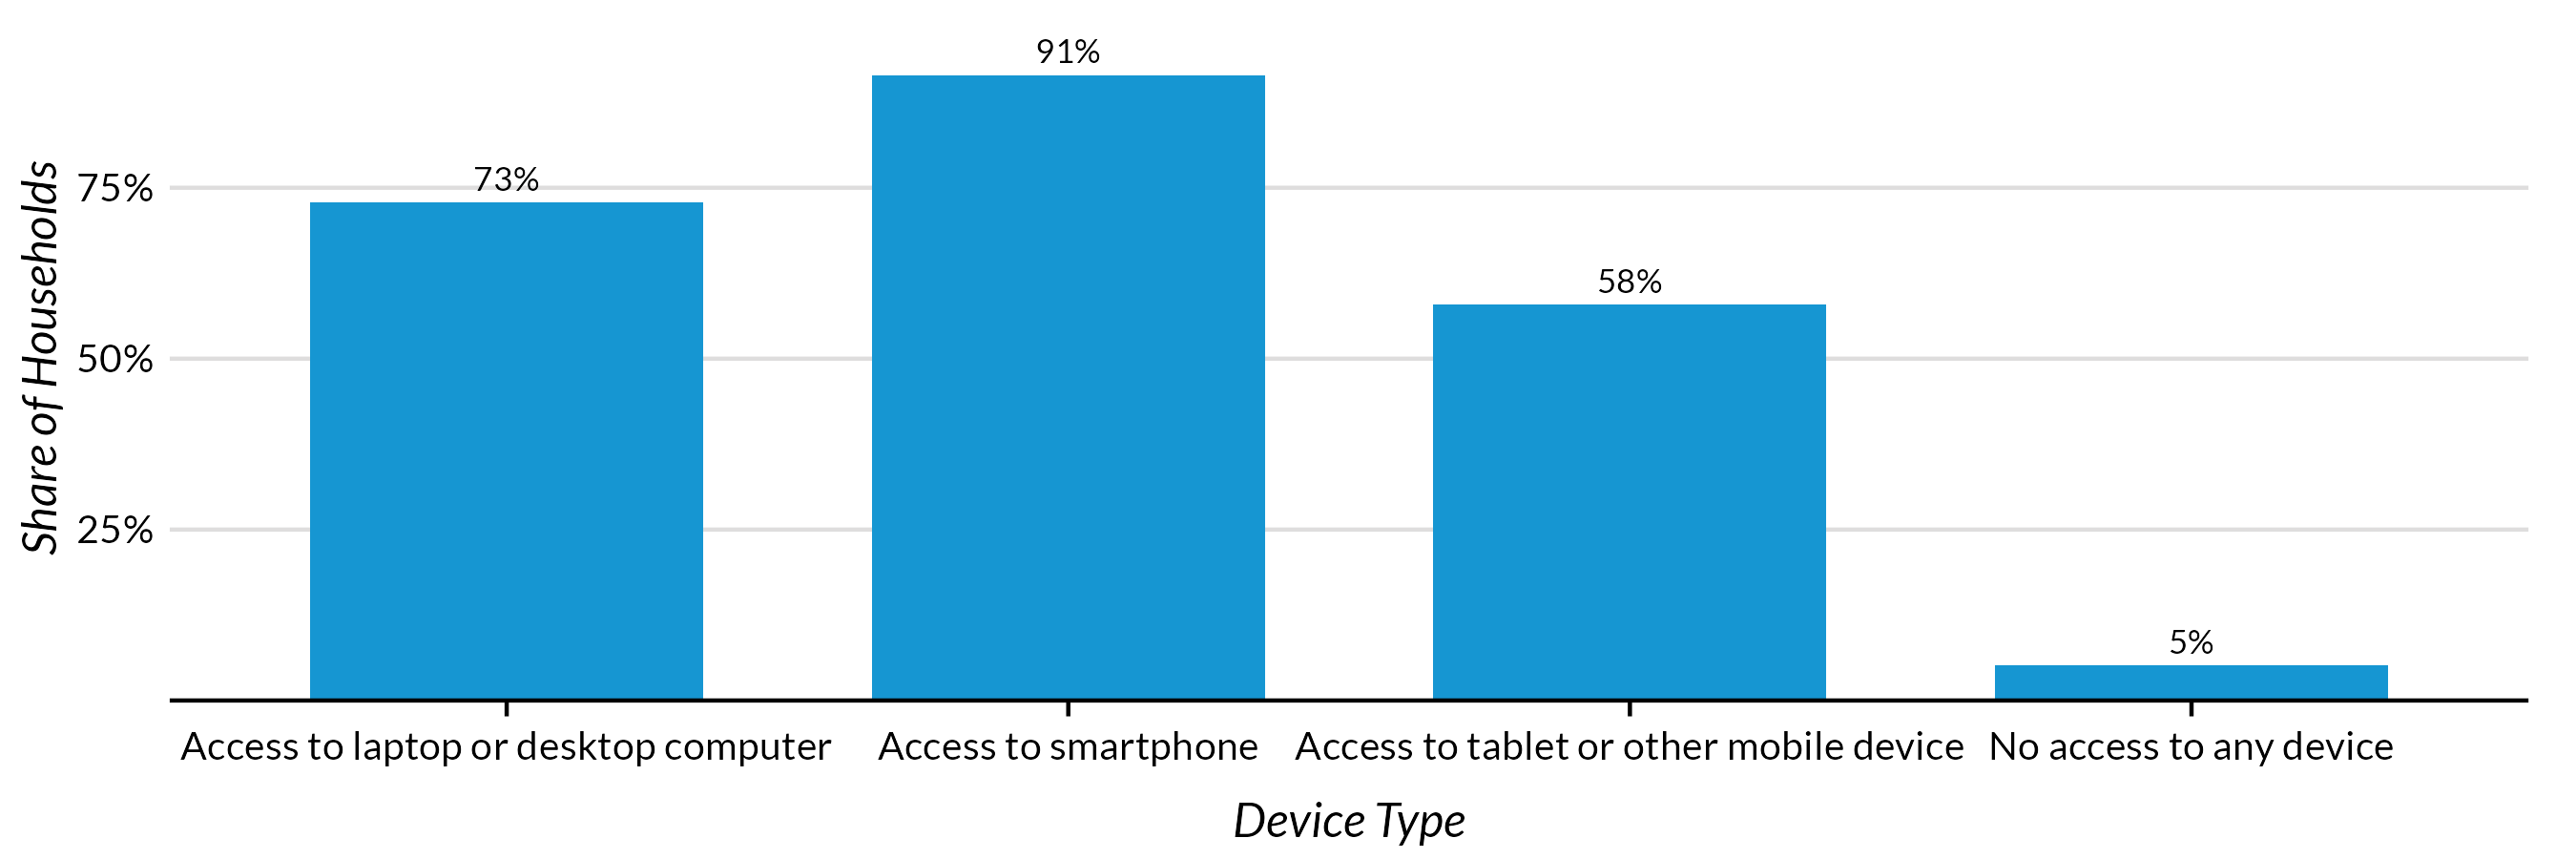 91%
73%
58%
5%
Share of Households
75%
50%
25%
Access to laptop or desktop computer
Access to smartphone
Access to tablet or other mobile device
No access to any device
Device Type